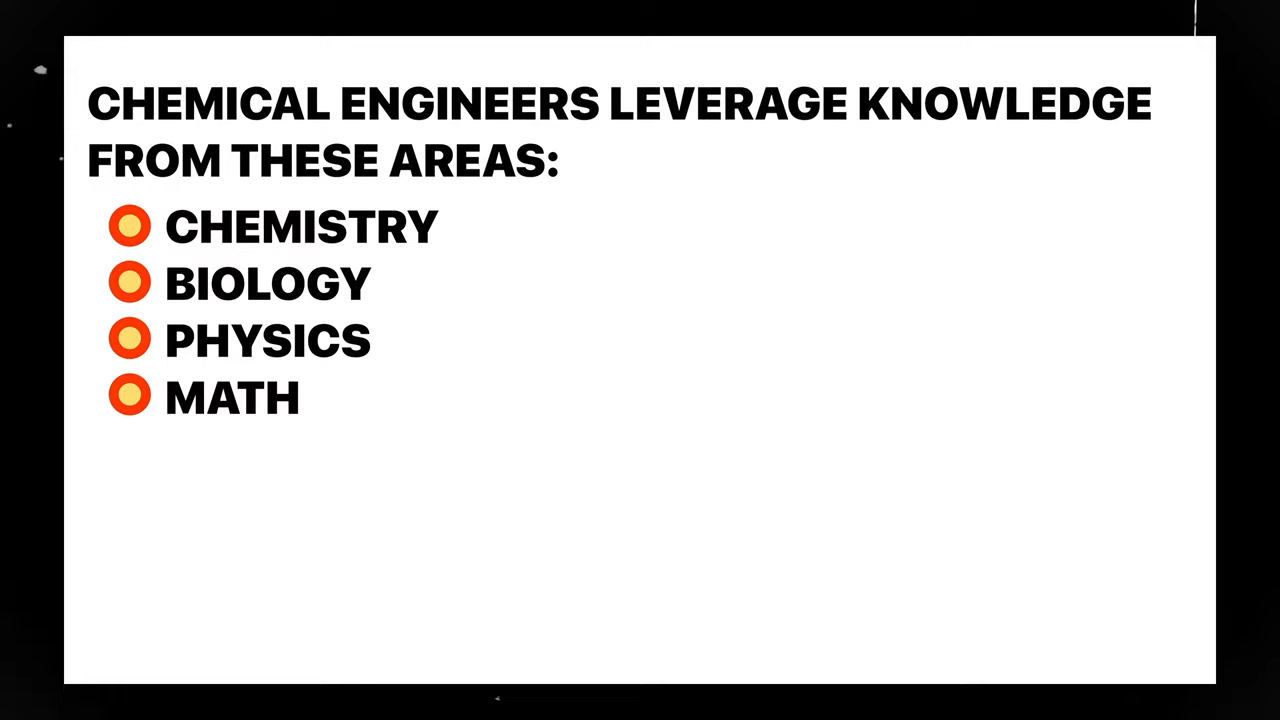 CHEMICAL ENGINEERS LEVERAGE KNOWLEDGE
FROM THESE AREAS:
CHEMISTRY
BIOLOGY
PHYSICS
MATH